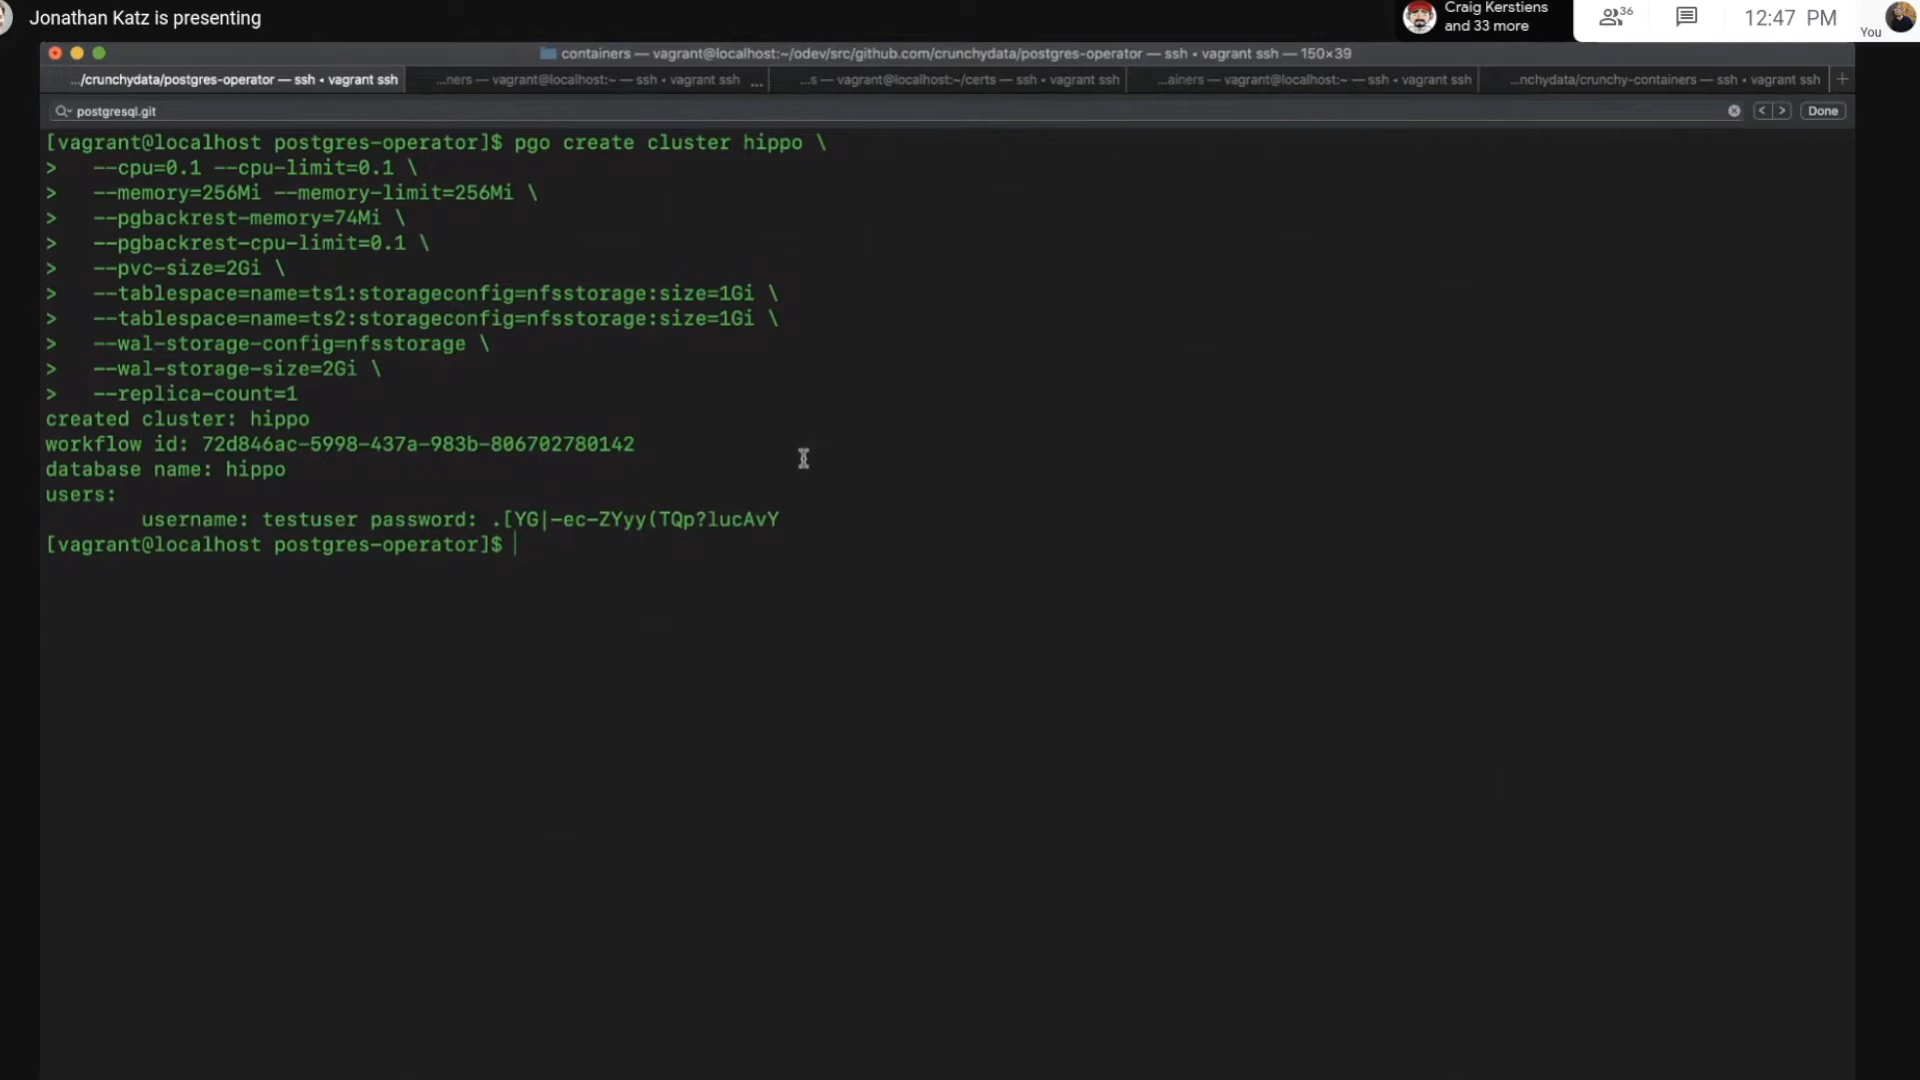 Jonathan Katz is presenting
Craig Kerstiens
and 33 more
36
12:47 PM
You
containers — vagrant@localhost:~/odev/src/github.com/crunchydata/postgres-operator — ssh • vagrant ssh — 150×39
.../crunchydata/postgres-operator — ssh • vagrant ssh
...ners — vagrant@localhost:~ — ssh • vagrant ssh ...
...s — vagrant@localhost:~/certs — ssh • vagrant ssh
...ainers — vagrant@localhost:~ — ssh • vagrant ssh
...nchydata/crunchy-containers — ssh • vagrant ssh
+
postgresql.git
< >
Done
[vagrant@localhost postgres-operator]$ pgo create cluster hippo \
> --cpu=0.1 --cpu-limit=0.1 \
> --memory=256Mi --memory-limit=256Mi \
> --pgbackrest-memory=74Mi \
> --pgbackrest-cpu-limit=0.1 \
> --pvc-size=2Gi \
> --tablespace=name=ts1:storageconfig=nfsstorage:size=1Gi \
> --tablespace=name=ts2:storageconfig=nfsstorage:size=1Gi \
> --wal-storage-config=nfsstorage \
> --wal-storage-size=2Gi \
> --replica-count=1
created cluster: hippo
workflow id: 72d846ac-5998-437a-983b-806702780142
database name: hippo
users:
username: testuser password: .[YG|-ec-ZYyy(TQp?lucAvY
[vagrant@localhost postgres-operator]$